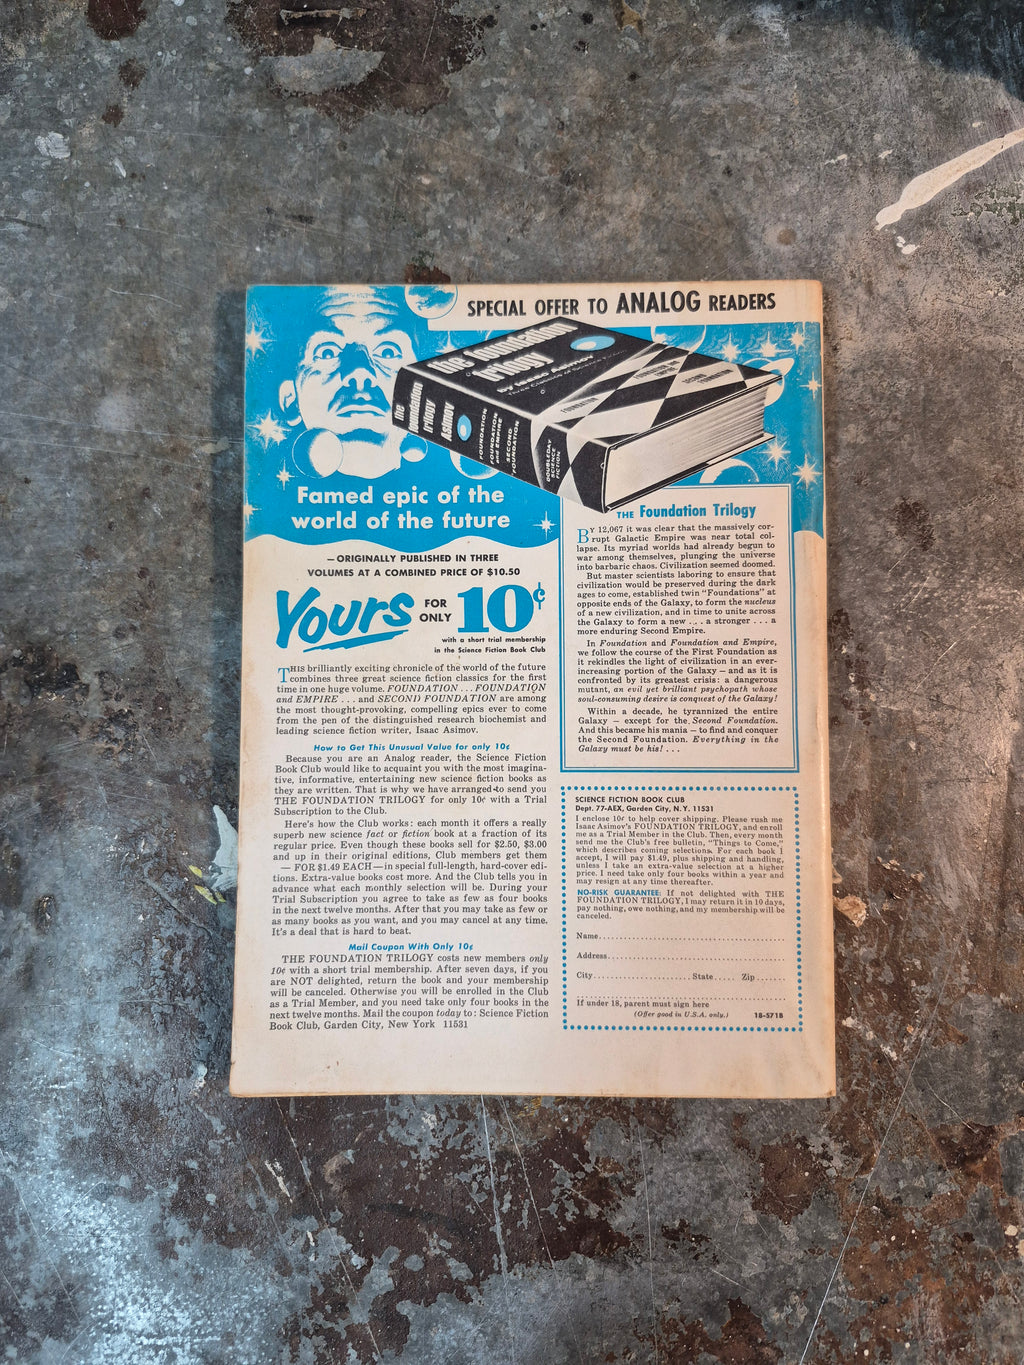 SPECIAL OFFER TO ANALOG READERS
the foundation
trilogy
by Isaac Asimov
Three Classics of Science Fiction
the
foundation
trilogy
Asimov
FOUNDATION
FOUNDATION
and EMPIRE
SECOND
FOUNDATION
DOUBLEDAY
SCIENCE
FICTION
FOUNDATION
FOUNDATION
EMPIRE
SECOND
FOUNDATION
Famed epic of the
world of the future
—ORIGINALLY PUBLISHED IN THREE
VOLUMES AT A COMBINED PRICE OF $10.50
Yours FOR
ONLY 10¢
with a short trial membership
in the Science Fiction Book Club
THIS brilliantly exciting chronicle of the world of the future
combines three great science fiction classics for the first
time in one huge volume. FOUNDATION . . . FOUNDATION
and EMPIRE . . . and SECOND FOUNDATION are among
the most thought-provoking, compelling epics ever to come
from the pen of the distinguished research biochemist and
leading science fiction writer, Isaac Asimov.
How to Get This Unusual Value for only 10¢
Because you are an Analog reader, the Science Fiction
Book Club would like to acquaint you with the most imagina-
tive, informative, entertaining new science fiction books as
they are written. That is why we have arranged to send you
THE FOUNDATION TRILOGY for only 10¢ with a Trial
Subscription to the Club.
Here's how the Club works: each month it offers a really
superb new science fact or fiction book at a fraction of its
regular price. Even though these books sell for $2.50, $3.00
and up in their original editions, Club members get them
— FOR $1.49 EACH — in special full-length, hard-cover edi-
tions. Extra-value books cost more. And the Club tells you in
advance what each monthly selection will be. During your
Trial Subscription you agree to take as few as four books
in the next twelve months. After that you may take as few or
as many books as you want, and you may cancel at any time.
It's a deal that is hard to beat.
Mail Coupon With Only 10¢
THE FOUNDATION TRILOGY costs new members only
10¢ with a short trial membership. After seven days, if you
are NOT delighted, return the book and your membership
will be canceled. Otherwise you will be enrolled in the Club
as a Trial Member, and you need take only four books in the
next twelve months. Mail the coupon today to: Science Fiction
Book Club, Garden City, New York 11531
THE Foundation Trilogy
BY 12,067 it was clear that the massively cor-
rupt Galactic Empire was near total col-
lapse. Its myriad worlds had already begun to
war among themselves, plunging the universe
into barbaric chaos. Civilization seemed doomed.
But master scientists laboring to ensure that
civilization would be preserved during the dark
ages to come, established twin "Foundations" at
opposite ends of the Galaxy, to form the nucleus
of a new civilization, and in time to unite across
the Galaxy to form a new . . . a stronger . . . a
more enduring Second Empire.
In Foundation and Foundation and Empire,
we follow the course of the First Foundation as
it rekindles the light of civilization in an ever-
increasing portion of the Galaxy — and as it is
confronted by its greatest crisis: a dangerous
mutant, an evil yet brilliant psychopath whose
soul-consuming desire is conquest of the Galaxy!
Within a decade, he tyrannized the entire
Galaxy — except for the Second Foundation.
And this became his mania — to find and conquer
the Second Foundation. Everything in the
Galaxy must be his! . . .
SCIENCE FICTION BOOK CLUB
Dept. 77-AEX, Garden City, N. Y. 11531
I enclose 10¢ to help cover shipping. Please rush me
Isaac Asimov's FOUNDATION TRILOGY, and enroll
me as a Trial Member in the Club. Then, every month
send me the Club's free bulletin, "Things to Come,"
which describes coming selections. For each book I
accept, I will pay $1.49, plus shipping and handling,
unless I take an extra-value selection at a higher
price. I need take only four books within a year and
may resign at any time thereafter.
NO-RISK GUARANTEE: If not delighted with THE
FOUNDATION TRILOGY, I may return it in 10 days,
pay nothing, owe nothing, and my membership will be
canceled.
Name
Address
City State Zip
If under 18, parent must sign here
(Offer good in U.S.A. only.) 18-S71B